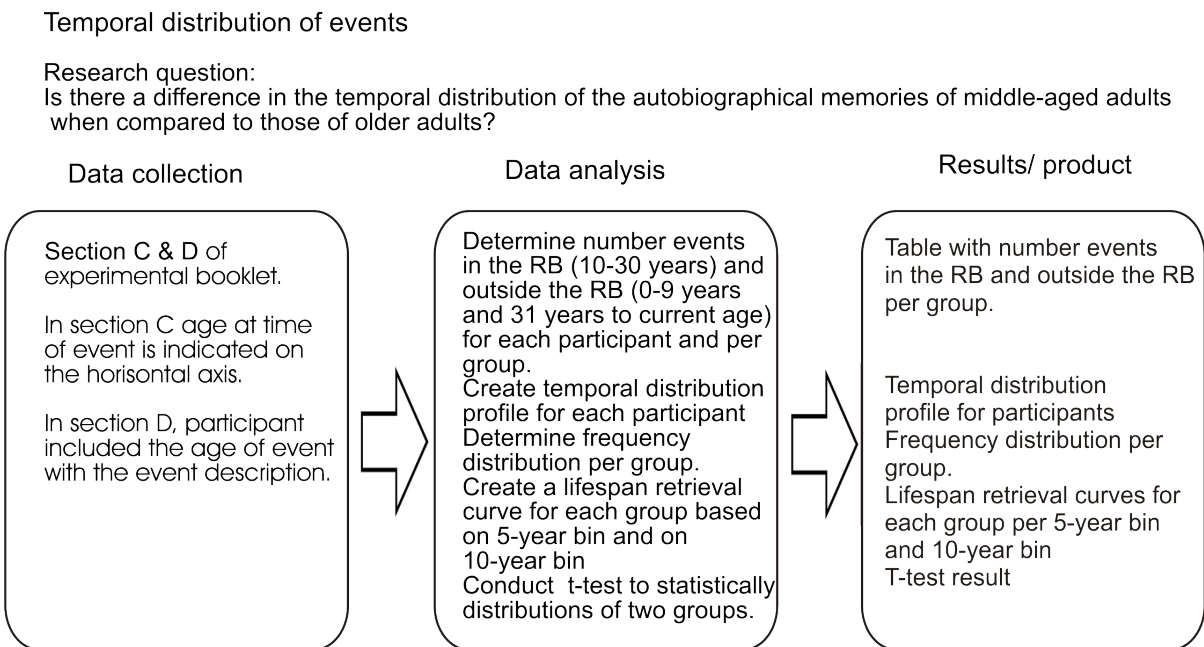 Temporal distribution of events
Research question:
Is there a difference in the temporal distribution of the autobiographical memories of middle-aged adults
when compared to those of older adults?
Data collection
Section C & D of
experimental booklet.
In section C age at time
of event is indicated on
the horisontal axis.
In section D, participant
included the age of event
with the event description.
Data analysis
Determine number events
in the RB (10-30 years) and
outside the RB (0-9 years
and 31 years to current age)
for each participant and per
group.
Create temporal distribution
profile for each participant
Determine frequency
distribution per group.
Create a lifespan retrieval
curve for each group based
on 5-year bin and on
10-year bin
Conduct t-test to statistically
distributions of two groups.
Results/ product
Table with number events
in the RB and outside the RB
per group.
Temporal distribution
profile for participants
Frequency distribution per
group.
Lifespan retrieval curves for
each group per 5-year bin
and 10-year bin
T-test result